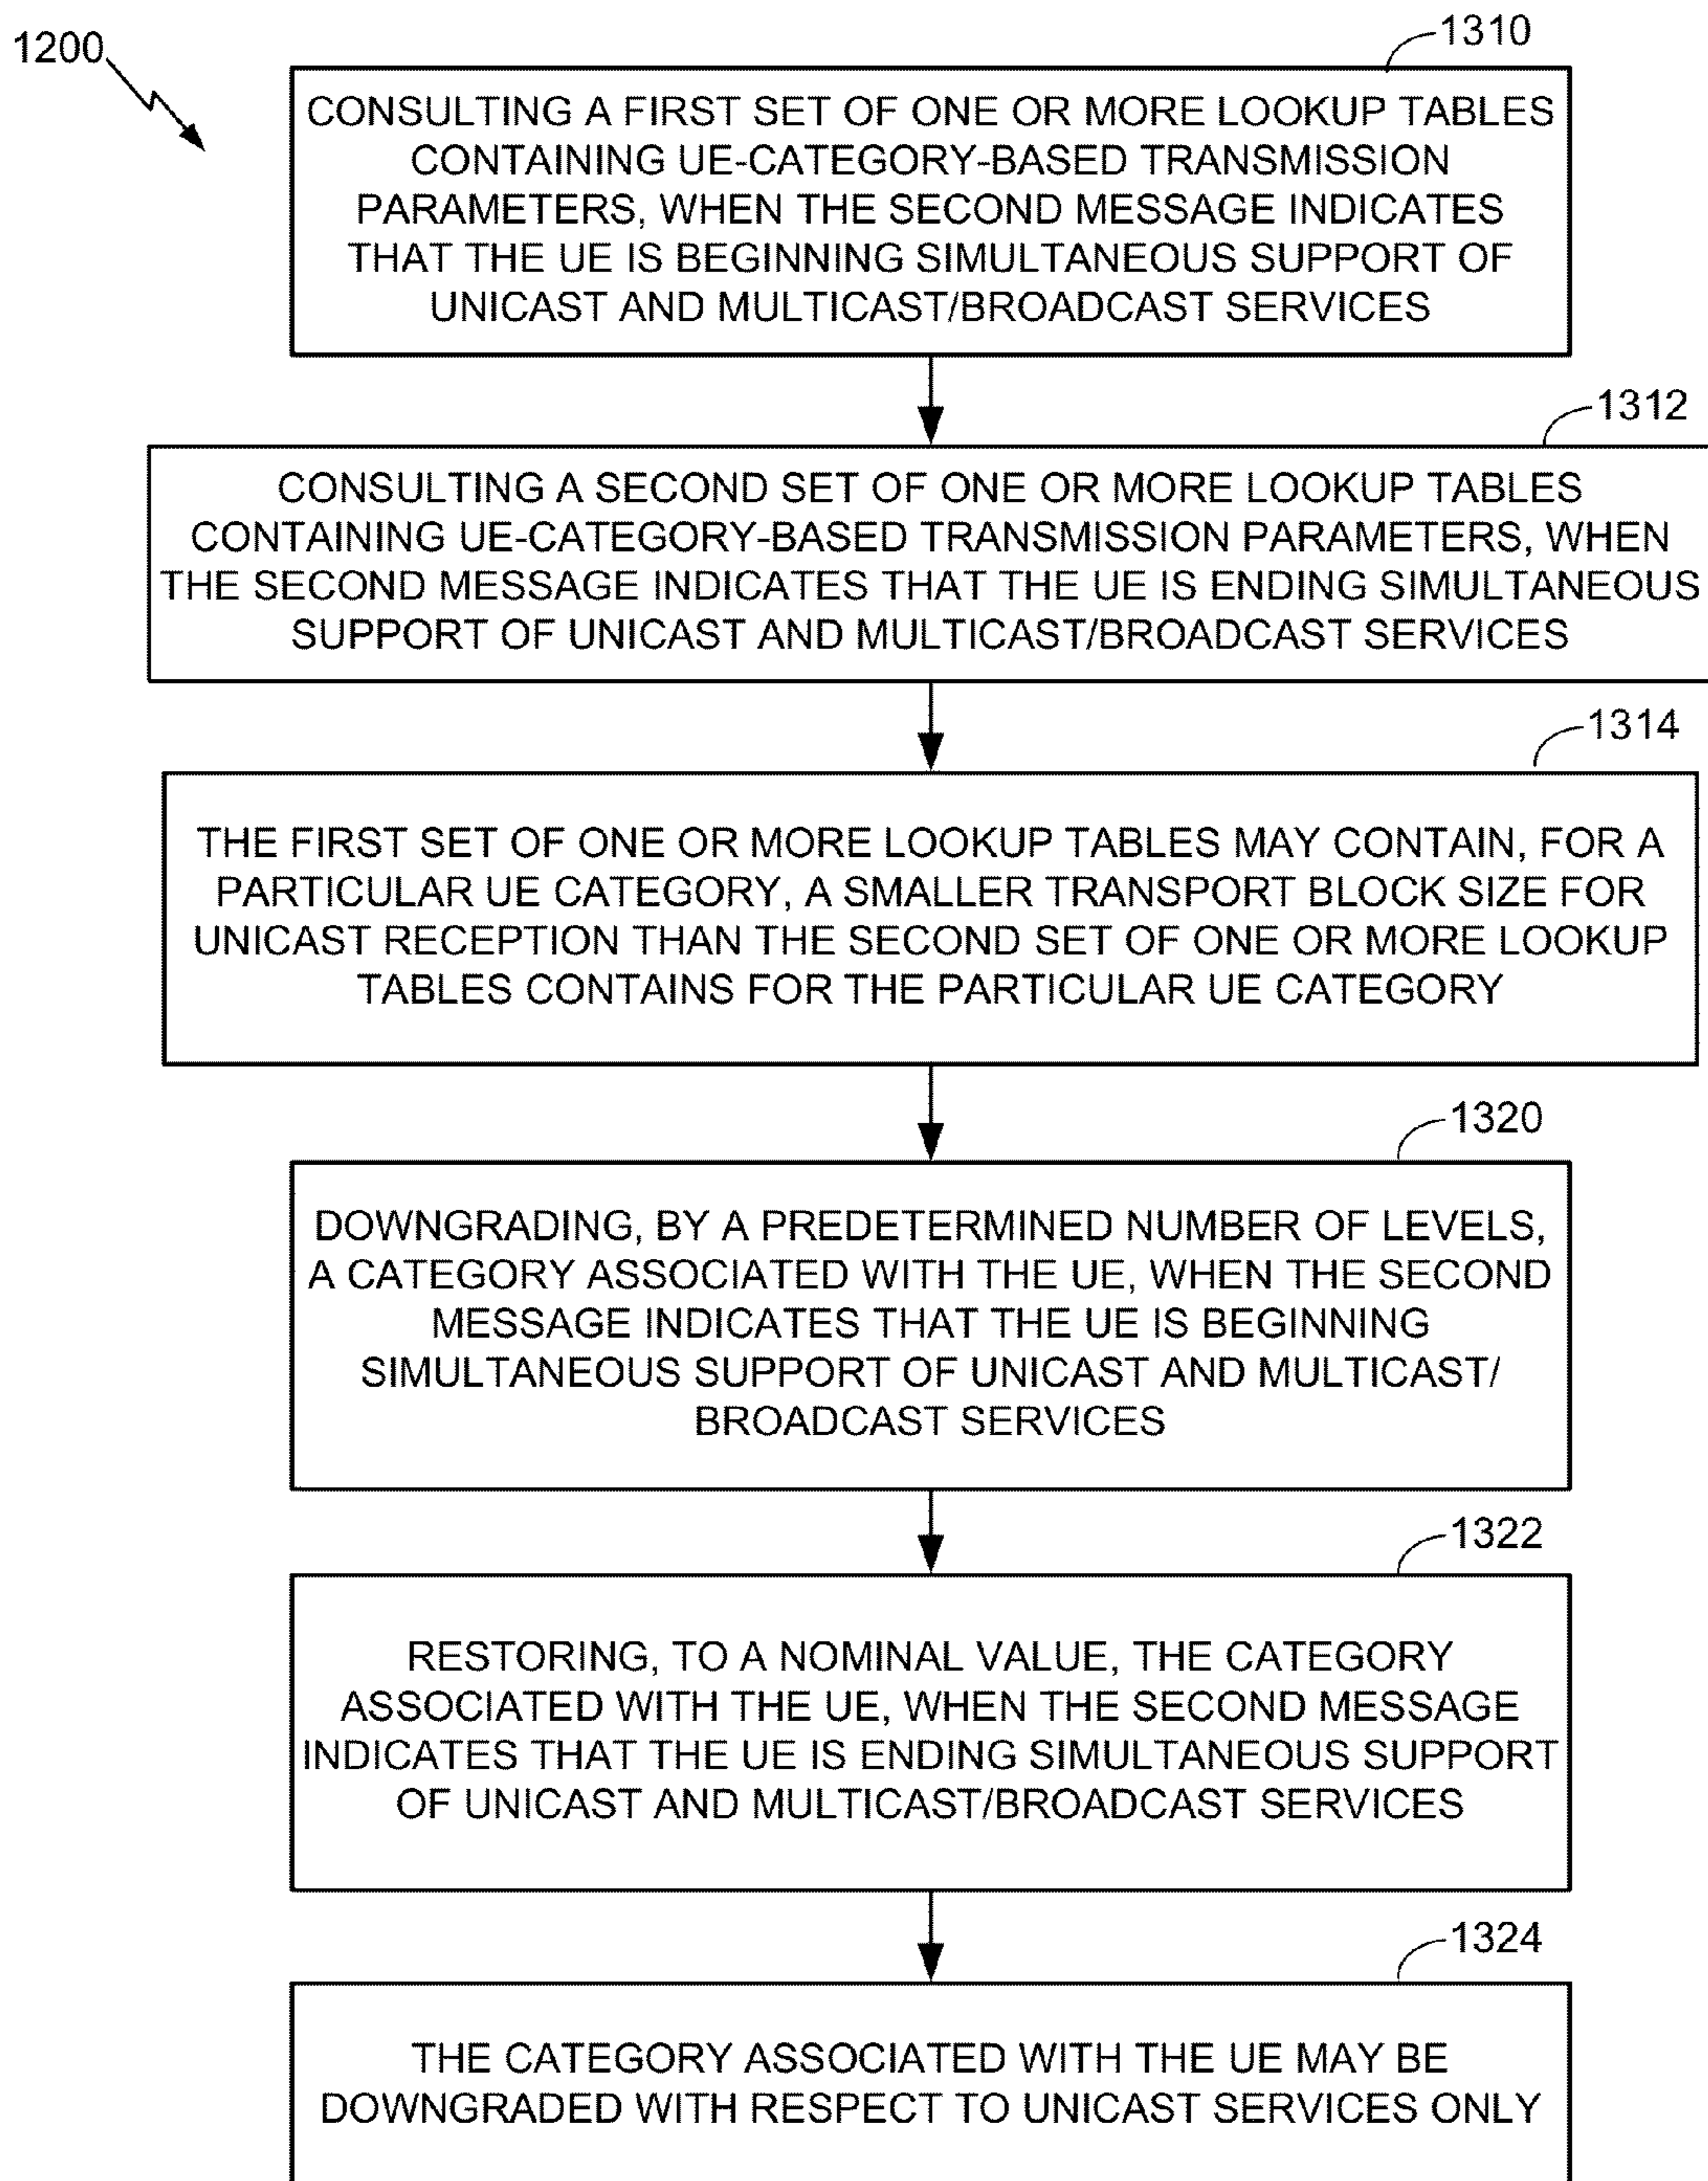 1200
1310
CONSULTING A FIRST SET OF ONE OR MORE LOOKUP TABLES
CONTAINING UE-CATEGORY-BASED TRANSMISSION
PARAMETERS, WHEN THE SECOND MESSAGE INDICATES
THAT THE UE IS BEGINNING SIMULTANEOUS SUPPORT OF
UNICAST AND MULTICAST/BROADCAST SERVICES
1312
CONSULTING A SECOND SET OF ONE OR MORE LOOKUP TABLES
CONTAINING UE-CATEGORY-BASED TRANSMISSION PARAMETERS, WHEN
THE SECOND MESSAGE INDICATES THAT THE UE IS ENDING SIMULTANEOUS
SUPPORT OF UNICAST AND MULTICAST/BROADCAST SERVICES
1314
THE FIRST SET OF ONE OR MORE LOOKUP TABLES MAY CONTAIN, FOR A
PARTICULAR UE CATEGORY, A SMALLER TRANSPORT BLOCK SIZE FOR
UNICAST RECEPTION THAN THE SECOND SET OF ONE OR MORE LOOKUP
TABLES CONTAINS FOR THE PARTICULAR UE CATEGORY
1320
DOWNGRADING, BY A PREDETERMINED NUMBER OF LEVELS,
A CATEGORY ASSOCIATED WITH THE UE, WHEN THE SECOND
MESSAGE INDICATES THAT THE UE IS BEGINNING
SIMULTANEOUS SUPPORT OF UNICAST AND MULTICAST/
BROADCAST SERVICES
1322
RESTORING, TO A NOMINAL VALUE, THE CATEGORY
ASSOCIATED WITH THE UE, WHEN THE SECOND MESSAGE
INDICATES THAT THE UE IS ENDING SIMULTANEOUS SUPPORT
OF UNICAST AND MULTICAST/BROADCAST SERVICES
1324
THE CATEGORY ASSOCIATED WITH THE UE MAY BE
DOWNGRADED WITH RESPECT TO UNICAST SERVICES ONLY